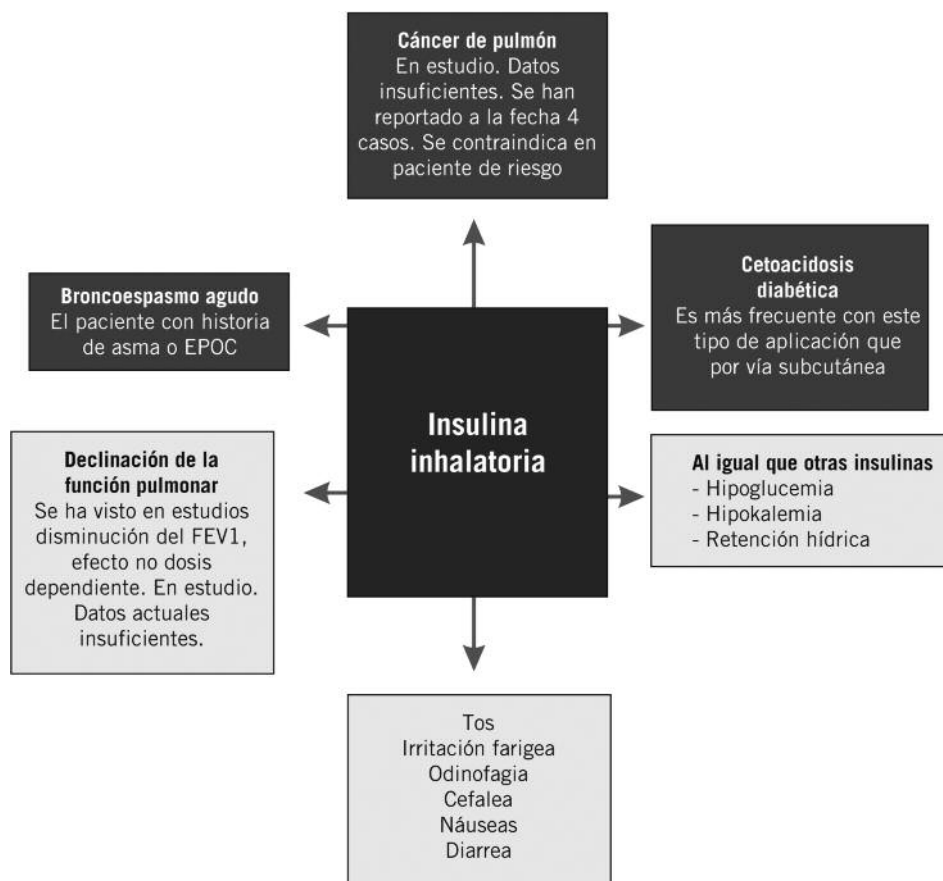 Cáncer de pulmón
En estudio. Datos
insuficientes. Se han
reportado a la fecha 4
casos. Se contraindica en
paciente de riesgo
Broncoespasmo agudo
El paciente con historia
de asma o EPOC
Cetoacidosis
diabética
Es más frecuente con este
tipo de aplicación que
por vía subcutánea
Insulina
inhalatoria
Declinación de la
función pulmonar
Se ha visto en estudios
disminución del FEV1,
efecto no dosis
dependiente. En estudio.
Datos actuales
insuficientes.
Al igual que otras insulinas
- Hipoglucemia
- Hipokalemia
- Retención hídrica
Tos
Irritación farigea
Odinofagia
Cefalea
Náuseas
Diarrea